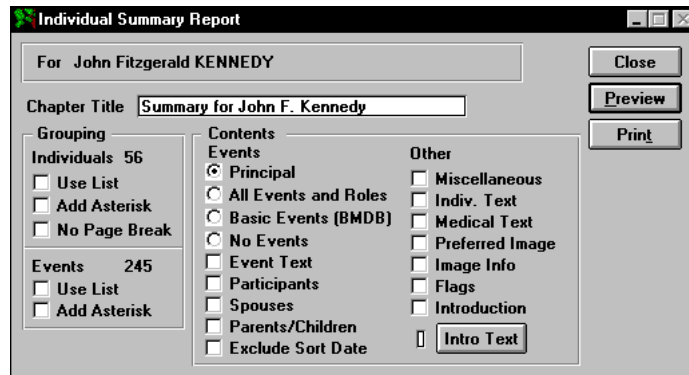 Individual Summary Report
For John Fitzgerald KENNEDY
Close
Chapter Title Summary for John F. Kennedy
Preview
Print
Grouping
Individuals 56
Use List
Add Asterisk
No Page Break
Events 245
Use List
Add Asterisk
Contents
Events
Principal
All Events and Roles
Basic Events (BMDB)
No Events
Event Text
Participants
Spouses
Parents/Children
Exclude Sort Date
Other
Miscellaneous
Indiv. Text
Medical Text
Preferred Image
Image Info
Flags
Introduction
Intro Text